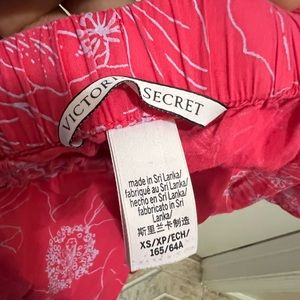 VICTORIA SECRET
made in Sri Lanka/
fabriqué au Sri Lanka/
hecho en Sri Lanka/
fabbricato in Sri
Lanka/
斯里兰卡制造
XS/XP/ECH/
165/64A